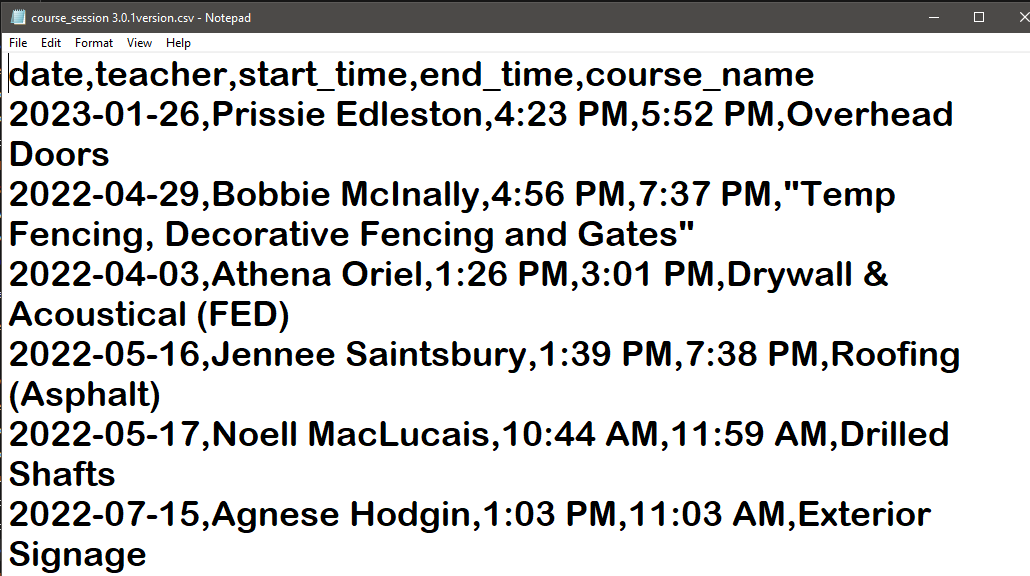 course_session 3.0.1version.csv - Notepad
File Edit Format View Help
date,teacher,start_time,end_time,course_name
2023-01-26,Prissie Edleston,4:23 PM,5:52 PM,Overhead
Doors
2022-04-29,Bobbie McInally,4:56 PM,7:37 PM,"Temp
Fencing, Decorative Fencing and Gates"
2022-04-03,Athena Oriel,1:26 PM,3:01 PM,Drywall &
Acoustical (FED)
2022-05-16,Jennee Saintsbury,1:39 PM,7:38 PM,Roofing
(Asphalt)
2022-05-17,Noell MacLucais,10:44 AM,11:59 AM,Drilled
Shafts
2022-07-15,Agnese Hodgin,1:03 PM,11:03 AM,Exterior
Signage